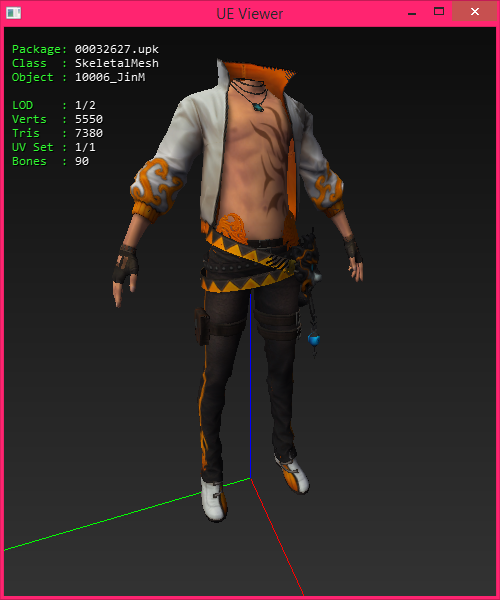 UE Viewer
Package: 00032627.upk
Class  : SkeletalMesh
Object : 10006_JinM
LOD    : 1/2
Verts  : 5550
Tris   : 7380
UV Set : 1/1
Bones  : 90